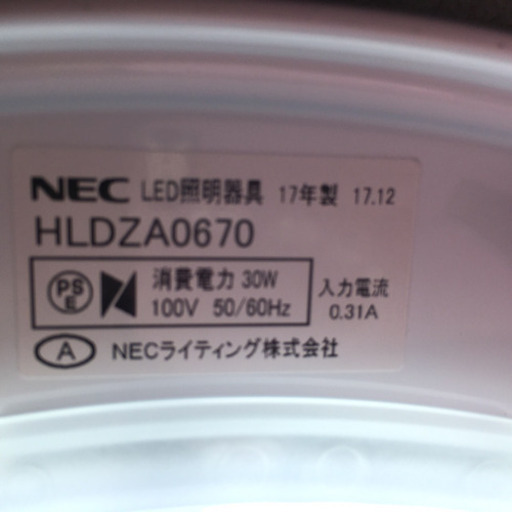 NEC LED照明器具 17年製 17.12
HLDZA0670
PS E 消費電力 30W
100V 50/60Hz
入力電流
0.31A
A NECライティング株式会社